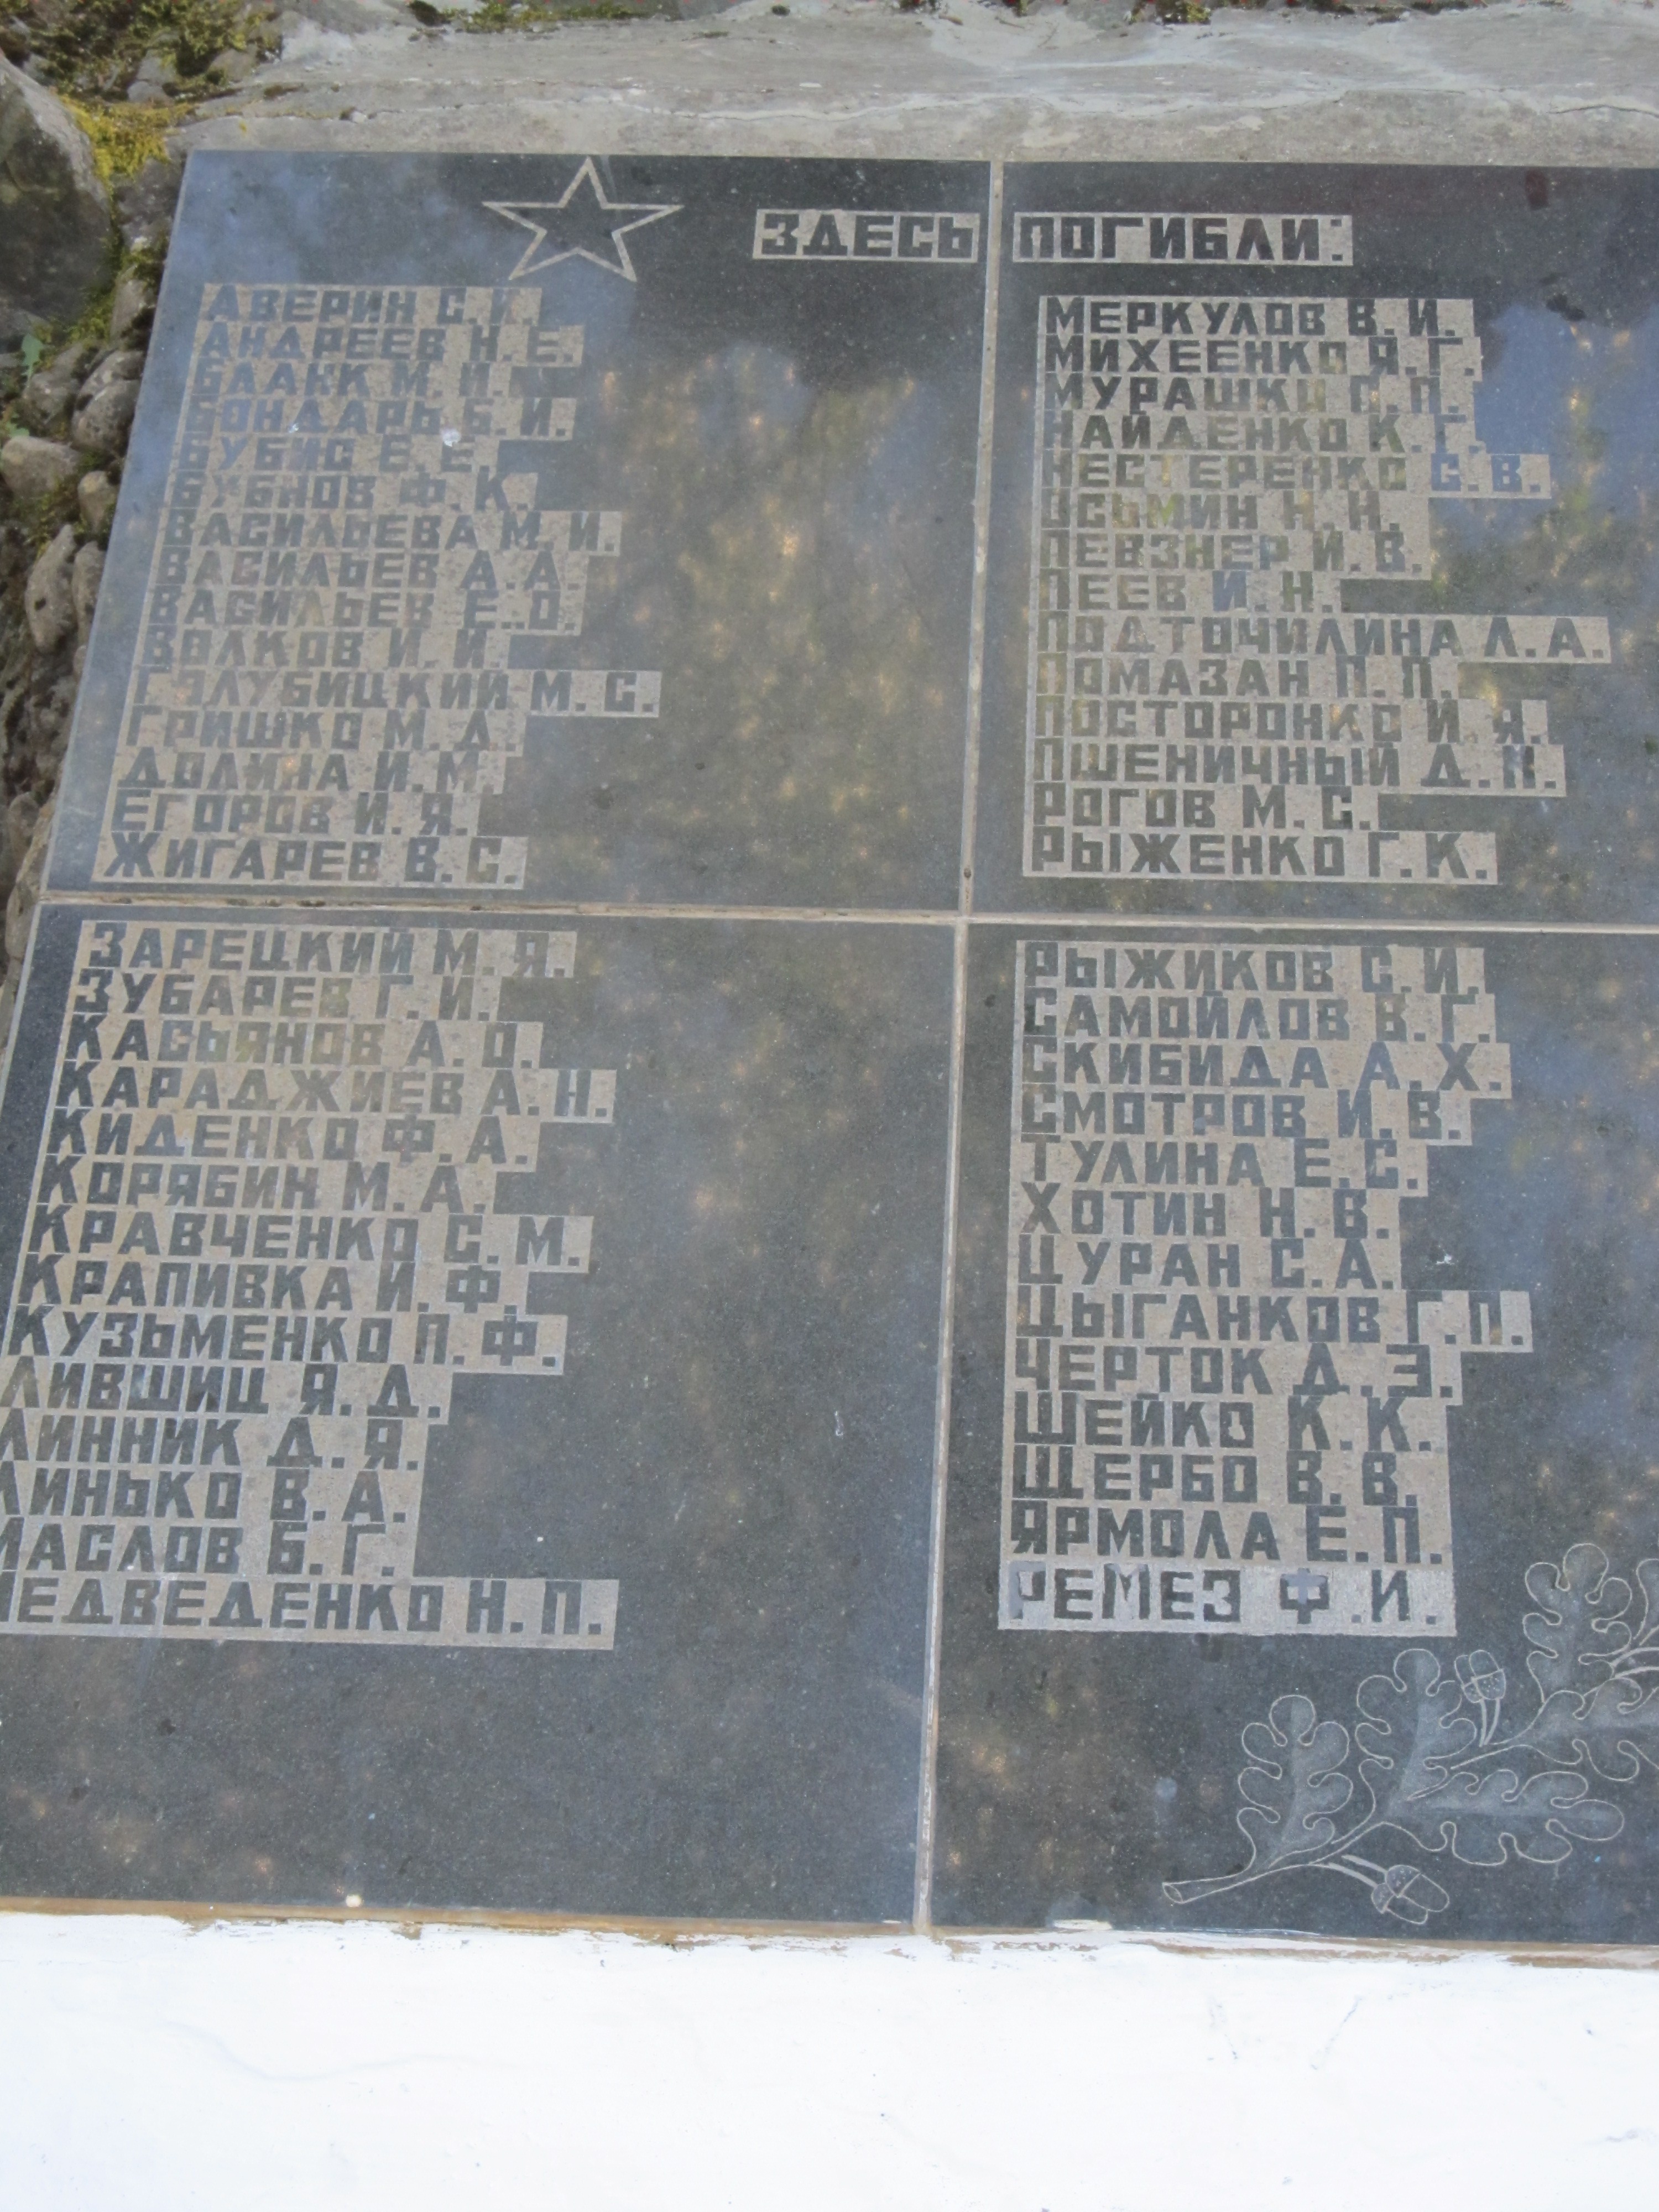 ЗДЕСЬ ПОГИБЛИ:
АВЕРИН С. И.
АНДРЕЕВ Н. Е.
БЛАНК М. И.
БОНДАРЬ Б. И.
БУБИС Е. Е.
БУБНОВ Ф. К.
ВАСИЛЬЕВА М. И.
ВАСИЛЬЕВ А. А.
ВАСИЛЬЕВ Е. О.
ВОЛКОВ И. И.
ГОЛУБИЦКИЙ М. С.
ГРИШКО М. Д.
ДОЛИНА И. М.
ЕГОРОВ И. Я.
ЖИГАРЕВ В. С.
ЗАРЕЦКИЙ М. Я.
ЗУБАРЕВ Г. И.
КАСЬЯНОВ А. О.
КАРАДЖИЕВ А. Н.
КИДЕНКО Ф. А.
КОРЯБИН М. А.
КРАВЧЕНКО С. М.
КРАПИВКА И. Ф.
КУЗЬМЕНКО П. Ф.
ЛИВШИЦ Я. Д.
ЛИННИК Д. Я.
ЛИНЬКО В. А.
МАСЛОВ Б. Г.
МЕДВЕДЕНКО Н. П.
МЕРКУЛОВ В. И.
МИХЕЕНКО Я. Г.
МУРАШКО П. П.
НАЙДЕНКО К. Г.
НЕСТЕРЕНКО С. В.
ОСЬМИН Н. Н.
ПЕВЗНЕР И. В.
ПЕЕВ И. Н.
ПОДТОЧИЛИНА Л. А.
ПОМАЗАН П. П.
ПОСТОРОНКО И. Я.
ПШЕНИЧНЫЙ Д. Н.
РОГОВ М. С.
РЫЖЕНКО Г. К.
РЫЖИКОВ С. И.
САМОЙЛОВ В. Г.
СКИБИДА А. Х.
СМОТРОВ И. В.
ТУЛИНА Е. С.
ХОТИН Н. В.
ЦУРАН С. А.
ЦЫГАНКОВ Г. П.
ЧЕРТОК Д. Э.
ШЕЙКО К. К.
ЩЕРБО В. В.
ЯРМОЛА Е. П.
РЕМЕЗ Ф. И.